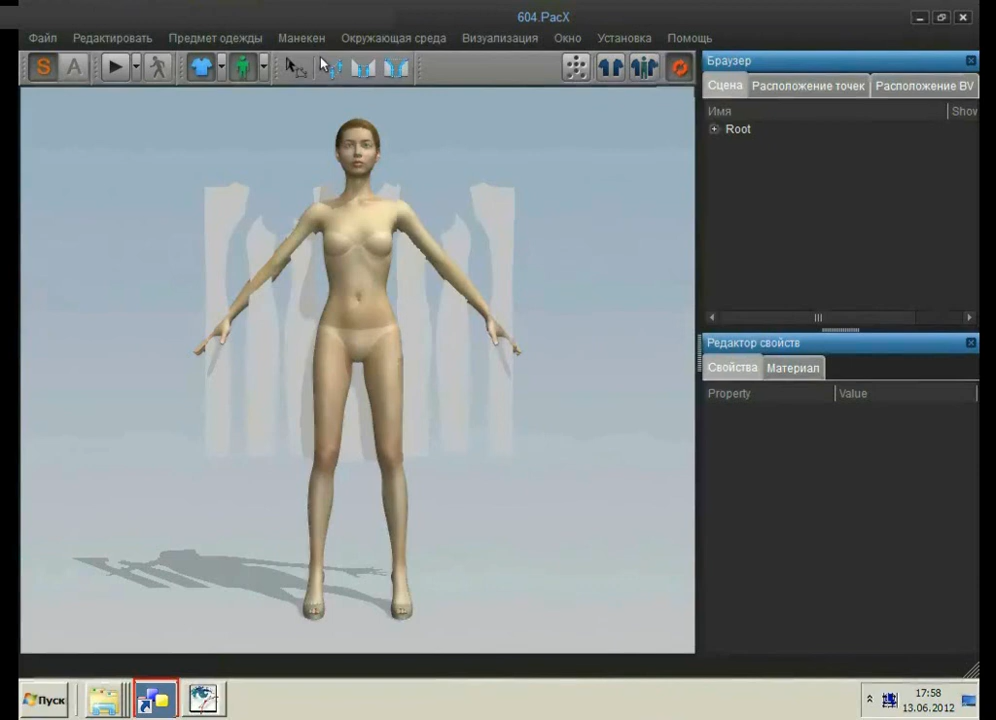 604.PacX
Файл Редактировать Предмет одежды Манекен Окружающая среда Визуализация Окно Установка Помощь
S A
Браузер
Сцена Расположение точек Расположение BV
Имя Show
Root
Редактор свойств
Свойства Материал
Property Value
Пуск
17:58
13.06.2012